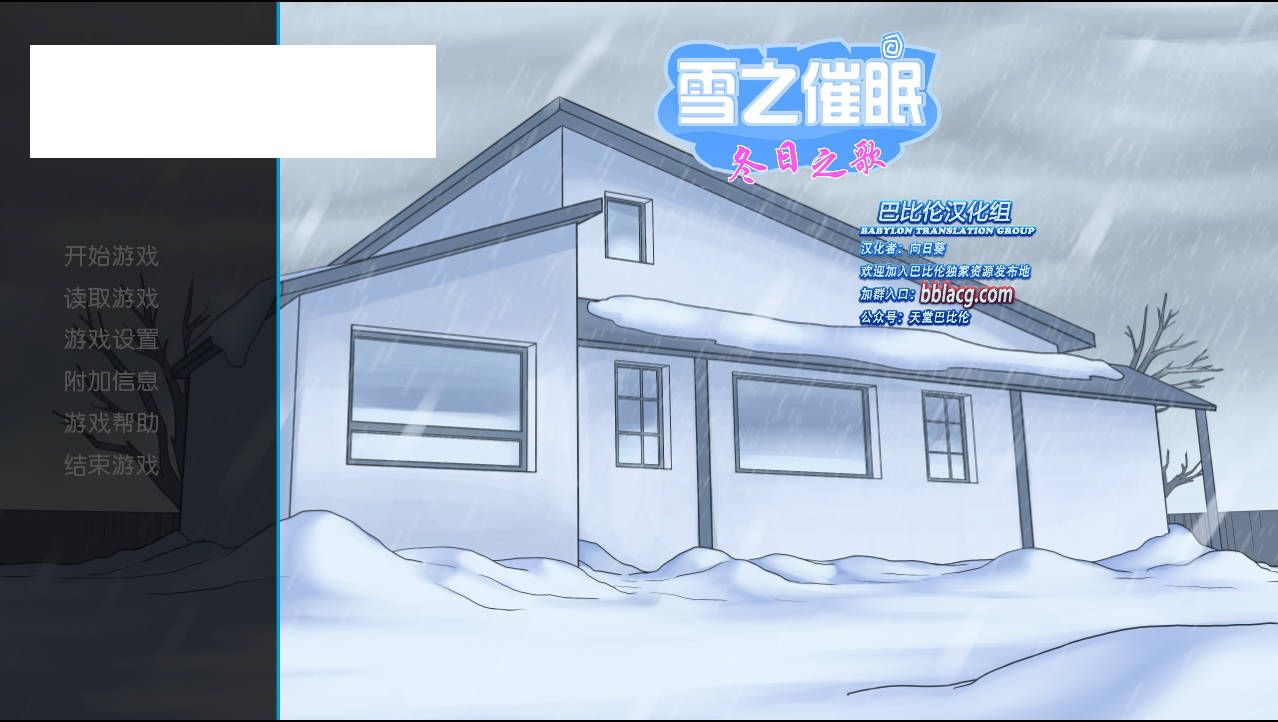 雪之催眠
冬日之歌
巴比伦汉化组
BABYLON TRANSLATION GROUP
汉化者：向日葵
欢迎加入巴比伦独家资源发布地
加群入口：bblacg.com
公众号：天堂巴比伦
开始游戏
读取游戏
游戏设置
附加信息
游戏帮助
结束游戏